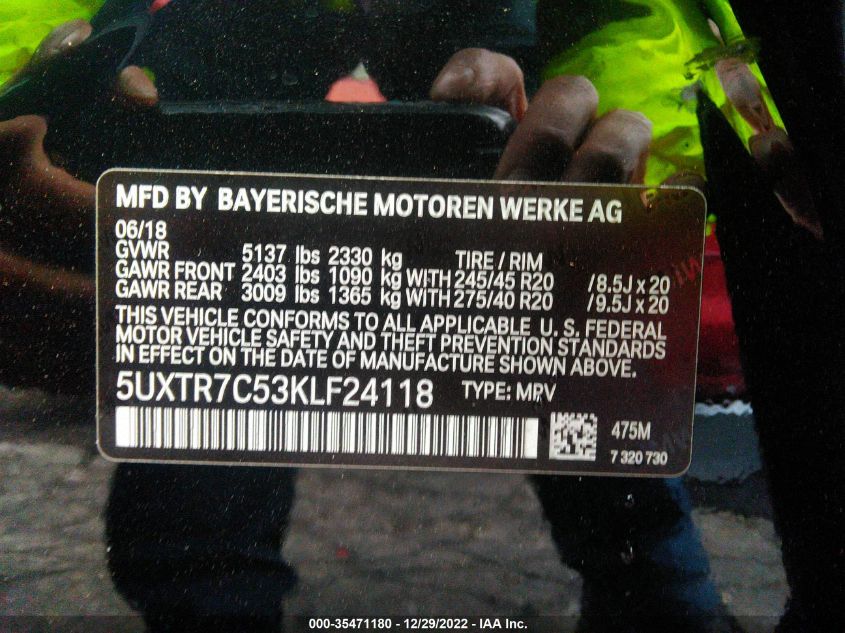 MFD BY BAYERISCHE MOTOREN WERKE AG
06/18
GVWR 5137 lbs 2330 kg TIRE / RIM
GAWR FRONT 2403 lbs 1090 kg WITH 245/45 R20 /8.5J x 20
GAWR REAR 3009 lbs 1365 kg WITH 275/40 R20 /9.5J x 20
THIS VEHICLE CONFORMS TO ALL APPLICABLE U. S. FEDERAL
MOTOR VEHICLE SAFETY AND THEFT PREVENTION STANDARDS
IN EFFECT ON THE DATE OF MANUFACTURE SHOWN ABOVE.
5UXTR7C53KLF24118 TYPE: MPV
475M
7 320 730
000-35471180 - 12/29/2022 - IAA Inc.